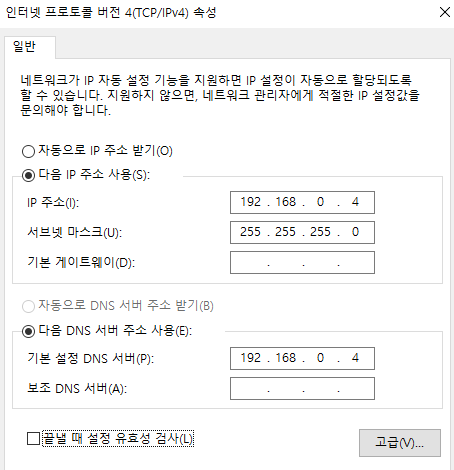 인터넷 프로토콜 버전 4(TCP/IPv4) 속성
일반
네트워크가 IP 자동 설정 기능을 지원하면 IP 설정이 자동으로 할당되도록
할 수 있습니다. 지원하지 않으면, 네트워크 관리자에게 적절한 IP 설정값을
문의해야 합니다.
자동으로 IP 주소 받기(O)
다음 IP 주소 사용(S):
IP 주소(I): 192 . 168 . 0 . 4
서브넷 마스크(U): 255 . 255 . 255 . 0
기본 게이트웨이(D): . . .
자동으로 DNS 서버 주소 받기(B)
다음 DNS 서버 주소 사용(E):
기본 설정 DNS 서버(P): 192 . 168 . 0 . 4
보조 DNS 서버(A): . . .
끝낼 때 설정 유효성 검사(L)
고급(V)...